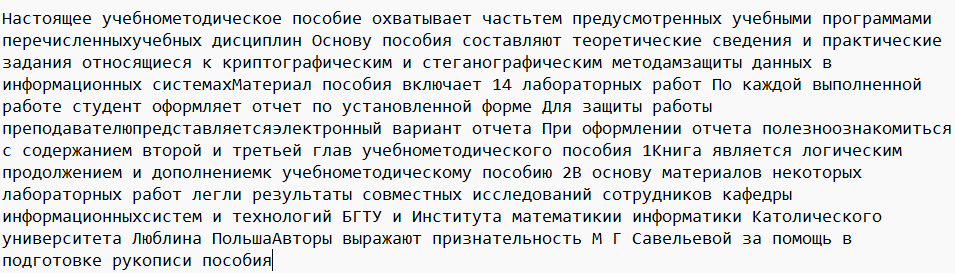 Настоящее учебнометодическое пособие охватывает частьтем предусмотренных учебными программами
перечисленныхучебных дисциплин Основу пособия составляют теоретические сведения и практические
задания относящиеся к криптографическим и стеганографическим методамзащиты данных в
информационных системахМатериал пособия включает 14 лабораторных работ По каждой выполненной
работе студент оформляет отчет по установленной форме Для защиты работы
преподавателюпредставляетсяэлектронный вариант отчета При оформлении отчета полезноознакомиться
с содержанием второй и третьей глав учебнометодического пособия 1Книга является логическим
продолжением и дополнениемк учебнометодическому пособию 2В основу материалов некоторых
лабораторных работ легли результаты совместных исследований сотрудников кафедры
информационныхсистем и технологий БГТУ и Института математикии информатики Католического
университета Люблина ПольшаАвторы выражают признательность М Г Савельевой за помощь в
подготовке рукописи пособия